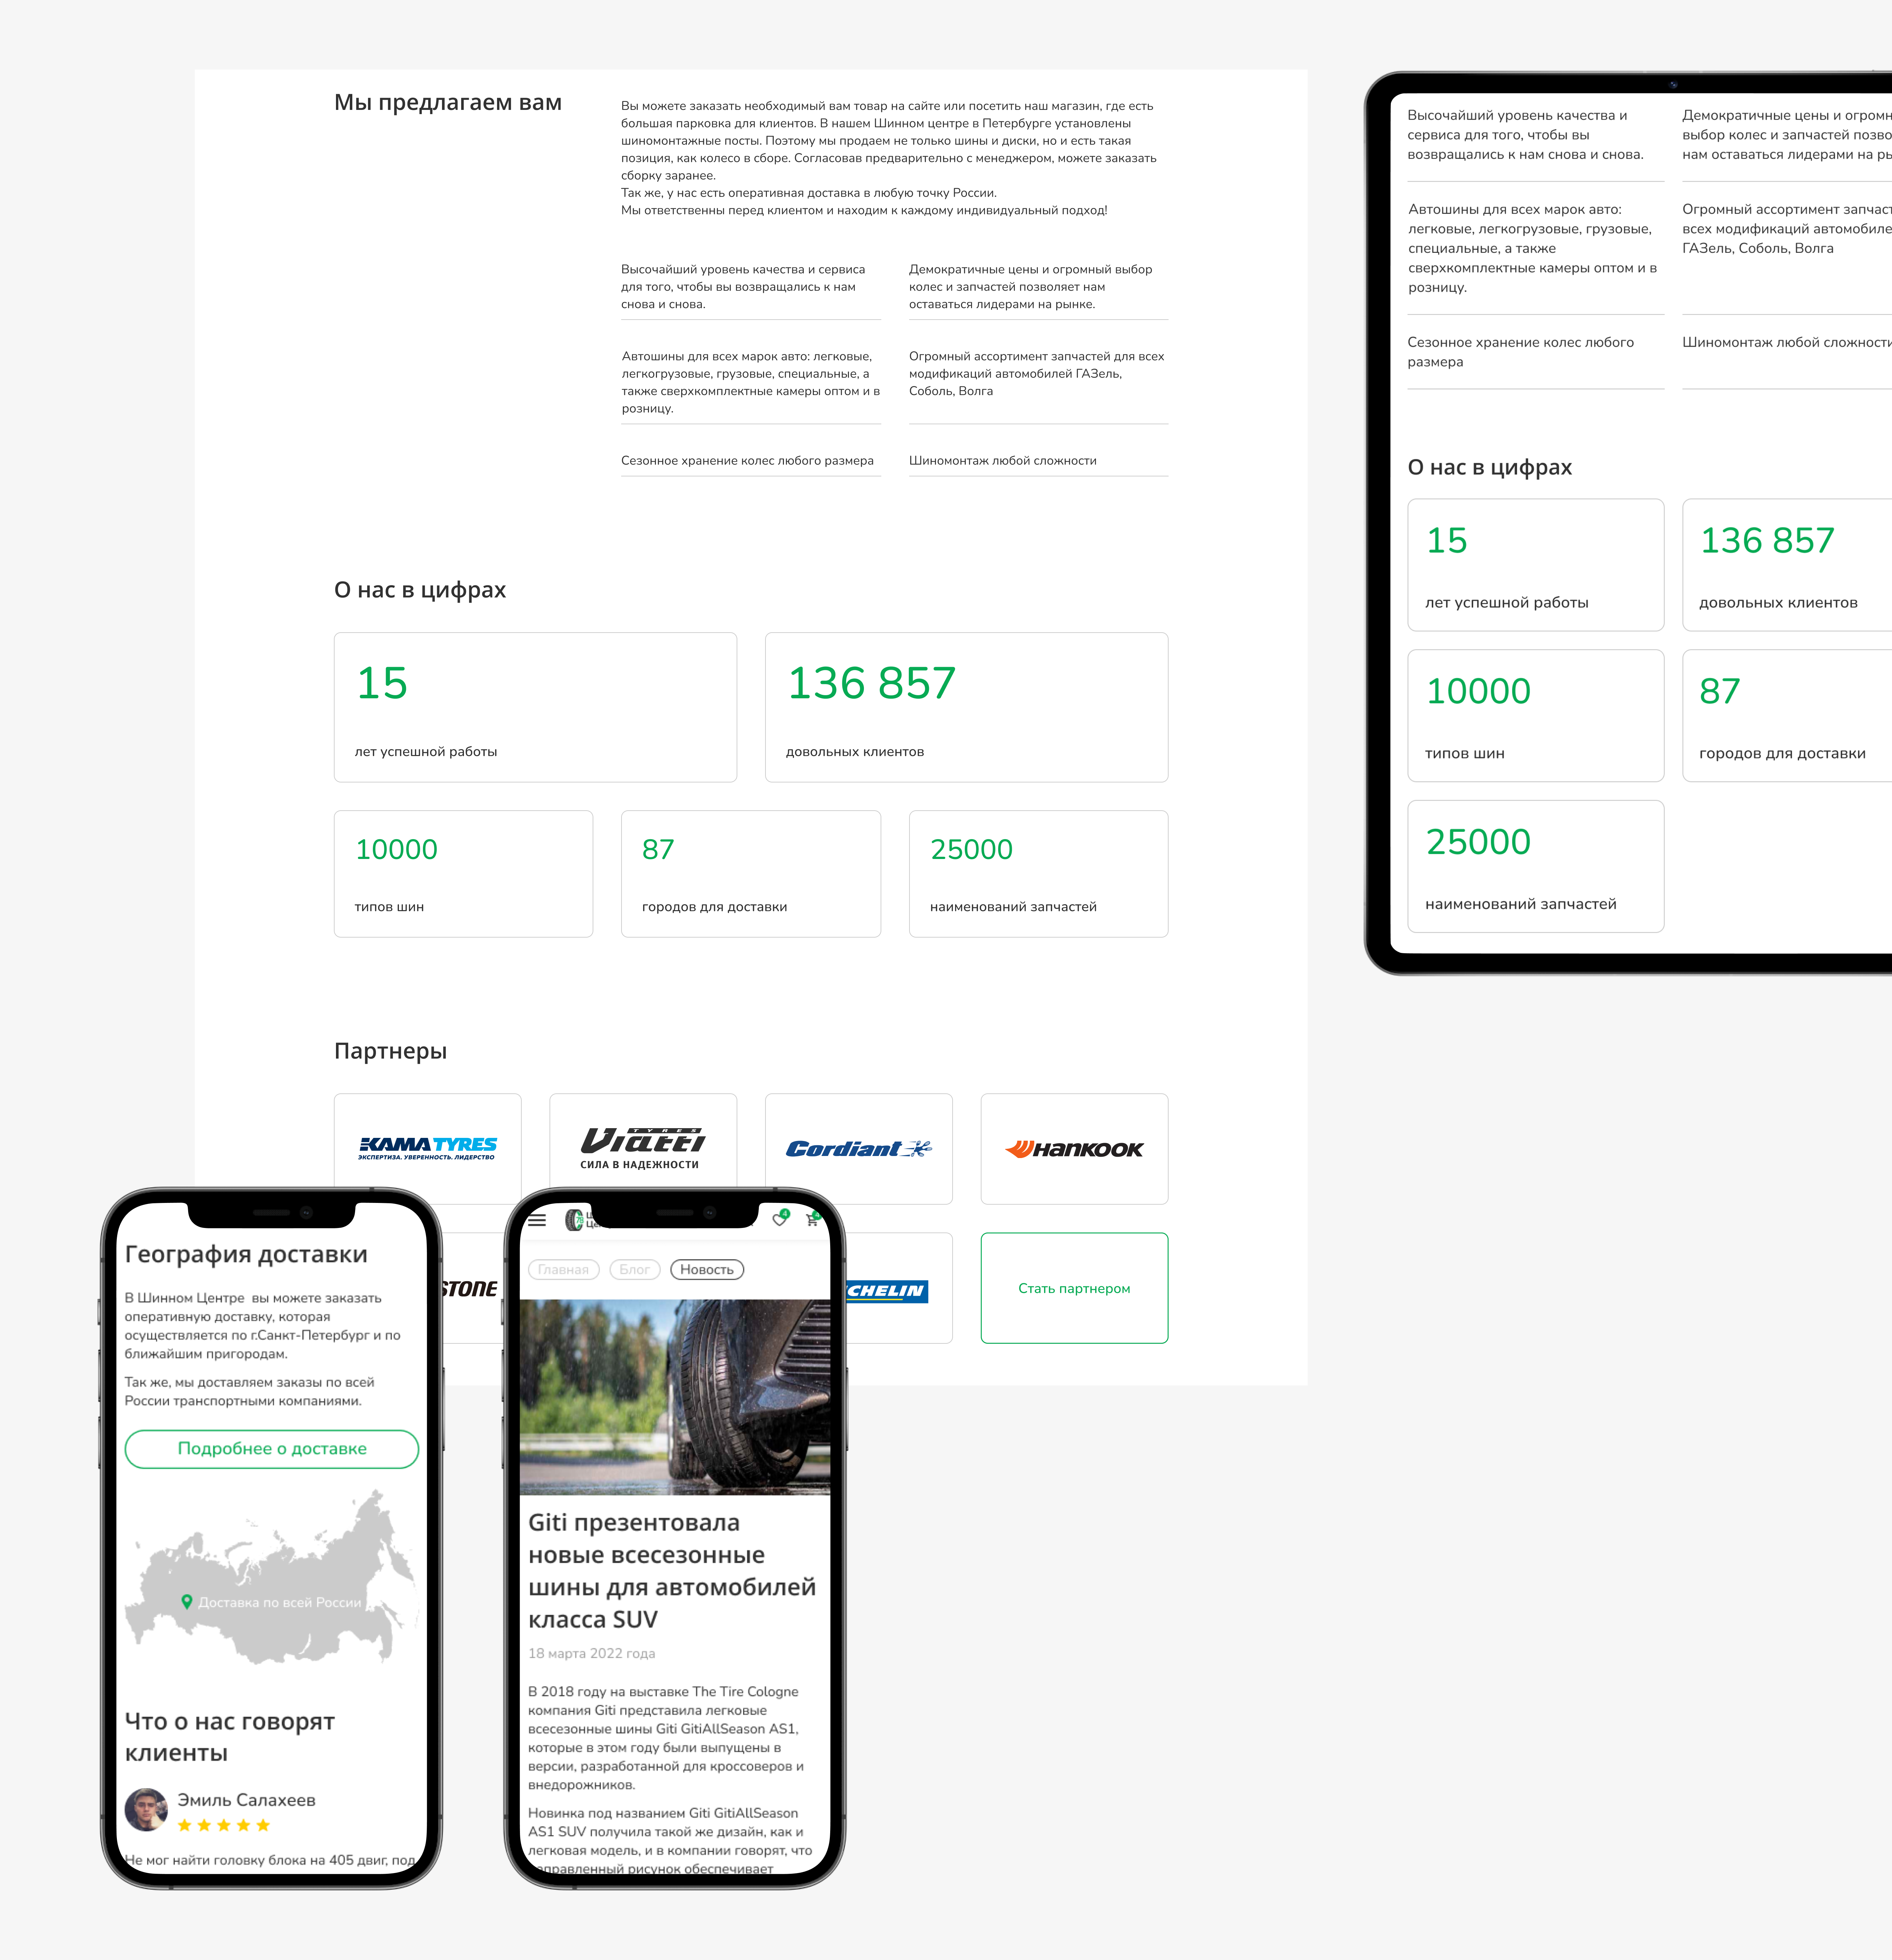 Мы предлагаем вам
Вы можете заказать необходимый вам товар на сайте или посетить наш магазин, где есть
большая парковка для клиентов. В нашем Шинном центре в Петербурге установлены
шиномонтажные посты. Поэтому мы продаем не только шины и диски, но и есть такая
позиция, как колесо в сборе. Согласовав предварительно с менеджером, можете заказать
сборку заранее.
Так же, у нас есть оперативная доставка в любую точку России.
Мы ответственны перед клиентом и находим к каждому индивидуальный подход!
Высочайший уровень качества и сервиса
для того, чтобы вы возвращались к нам
снова и снова.
Демократичные цены и огромный выбор
колес и запчастей позволяет нам
оставаться лидерами на рынке.
Автошины для всех марок авто: легковые,
легкогрузовые, грузовые, специальные, а
также сверхкомплектные камеры оптом и в
розницу.
Огромный ассортимент запчастей для всех
модификаций автомобилей ГАЗель,
Соболь, Волга
Сезонное хранение колес любого размера
Шиномонтаж любой сложности
О нас в цифрах
15
лет успешной работы
136 857
довольных клиентов
10000
типов шин
87
городов для доставки
25000
наименований запчастей
Партнеры
KAMA TYRES
ЭКСПЕРТИЗА. УВЕРЕННОСТЬ. ЛИДЕРСТВО
Viatti
TYRES
СИЛА В НАДЕЖНОСТИ
Cordiant
HANKOOK
STONE
CHELIN
Стать партнером
Высочайший уровень качества и
сервиса для того, чтобы вы
возвращались к нам снова и снова.
Демократичные цены и огромн
выбор колес и запчастей позво
нам оставаться лидерами на ры
Автошины для всех марок авто:
легковые, легкогрузовые, грузовые,
специальные, а также
сверхкомплектные камеры оптом и в
розницу.
Огромный ассортимент запчаст
всех модификаций автомобиле
ГАЗель, Соболь, Волга
Сезонное хранение колес любого
размера
Шиномонтаж любой сложности
О нас в цифрах
15
лет успешной работы
136 857
довольных клиентов
10000
типов шин
87
городов для доставки
25000
наименований запчастей
География доставки
В Шинном Центре вы можете заказать
оперативную доставку, которая
осуществляется по г.Санкт-Петербург и по
ближайшим пригородам.
Так же, мы доставляем заказы по всей
России транспортными компаниями.
Подробнее о доставке
Доставка по всей России
Что о нас говорят
клиенты
Эмиль Салахеев
Не мог найти головку блока на 405 двиг, под
78
4
Главная
Блог
Новость
Giti презентовала
новые всесезонные
шины для автомобилей
класса SUV
18 марта 2022 года
В 2018 году на выставке The Tire Cologne
компания Giti представила легковые
всесезонные шины Giti GitiAllSeason AS1,
которые в этом году были выпущены в
версии, разработанной для кроссоверов и
внедорожников.
Новинка под названием Giti GitiAllSeason
AS1 SUV получила такой же дизайн, как и
легковая модель, и в компании говорят, что
аправленный рисунок обеспечивает